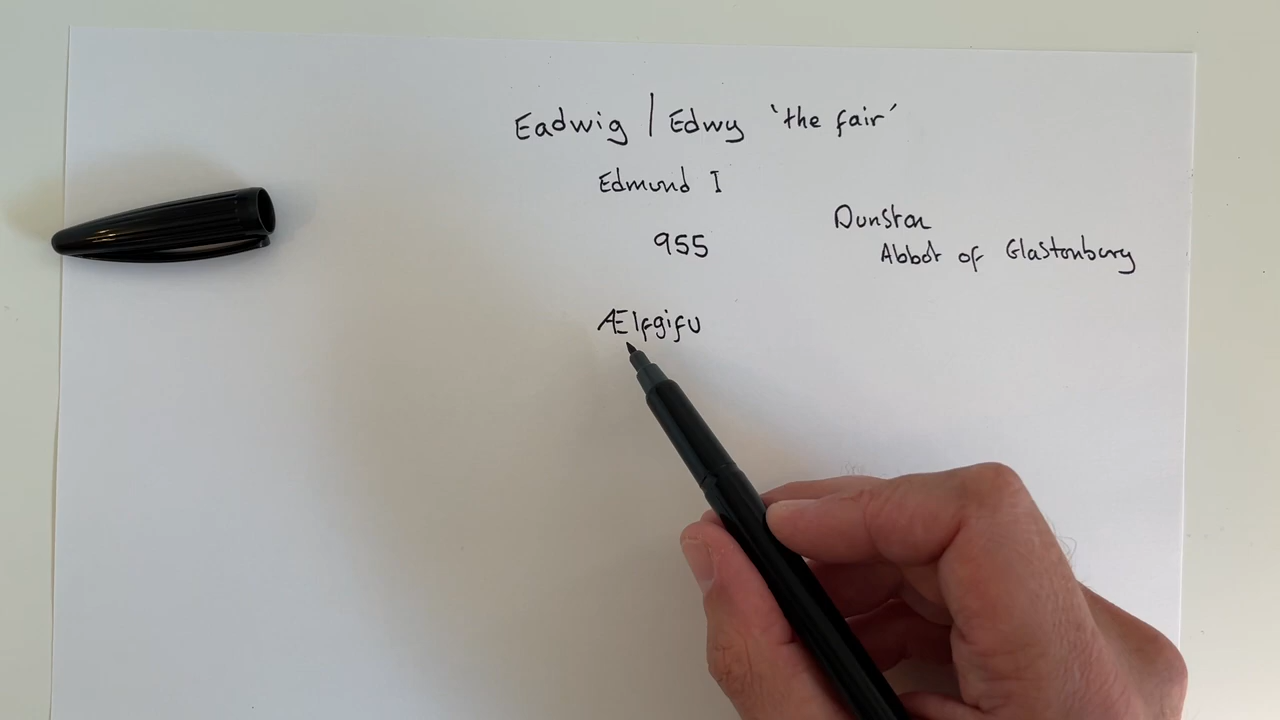 Eadwig | Edwy 'the fair'
Edmund I
955
Dunstan
Abbot of Glastonbury
Ælfgifu